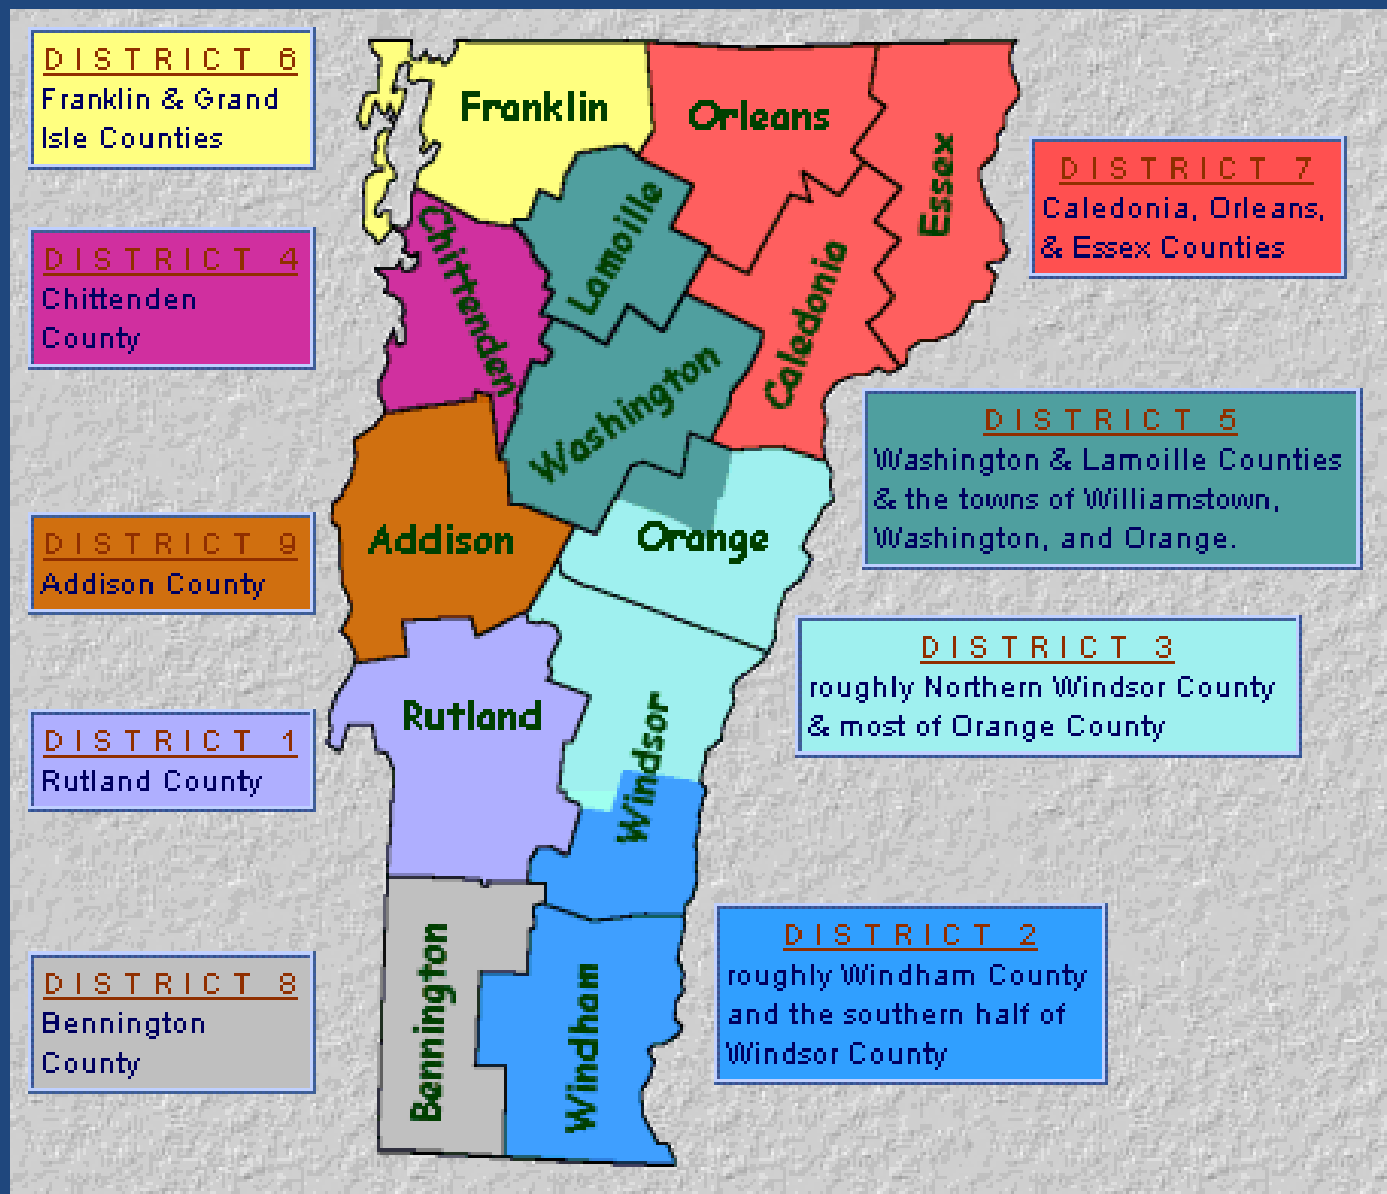 DISTRICT 6
Franklin & Grand
Isle Counties
DISTRICT 4
Chittenden
County
DISTRICT 9
Addison County
DISTRICT 1
Rutland County
DISTRICT 8
Bennington
County
Franklin
Orleans
Essex
Lamoille
Chittenden
Caledonia
Washington
Addison
Orange
Rutland
Windsor
Bennington
Windham
DISTRICT 7
Caledonia, Orleans,
& Essex Counties
DISTRICT 5
Washington & Lamoille Counties
& the towns of Williamstown,
Washington, and Orange.
DISTRICT 3
roughly Northern Windsor County
& most of Orange County
DISTRICT 2
roughly Windham County
and the southern half of
Windsor County